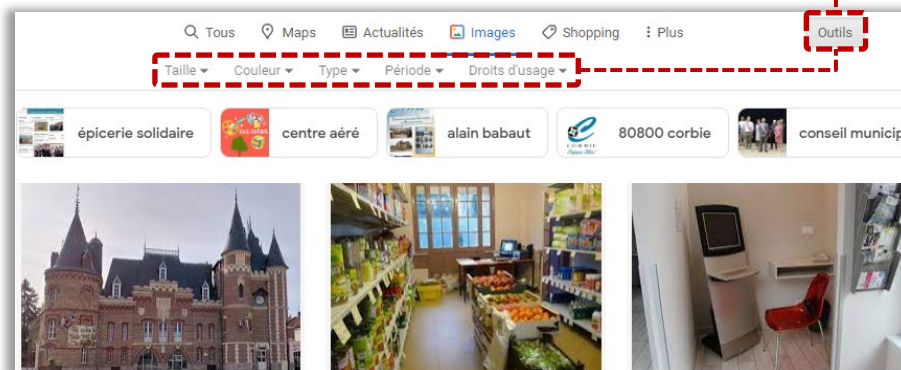 Tous Maps Actualités Images Shopping Plus Outils
Taille Couleur Type Période Droits d'usage
épicerie solidaire centre aéré alain babaut 80800 corbie conseil municip
CORBIE